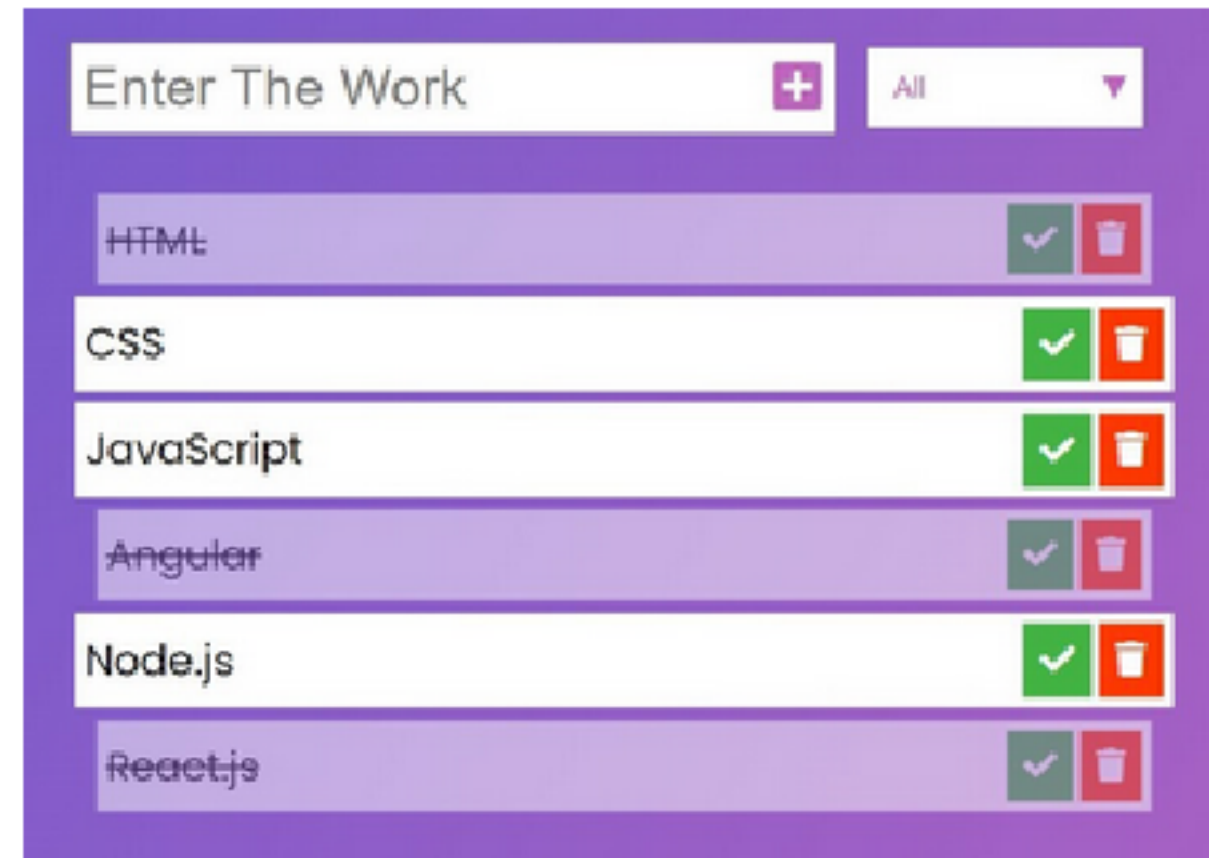 Enter The Work
All
HTML
CSS
JavaScript
Angular
Node.js
React.js